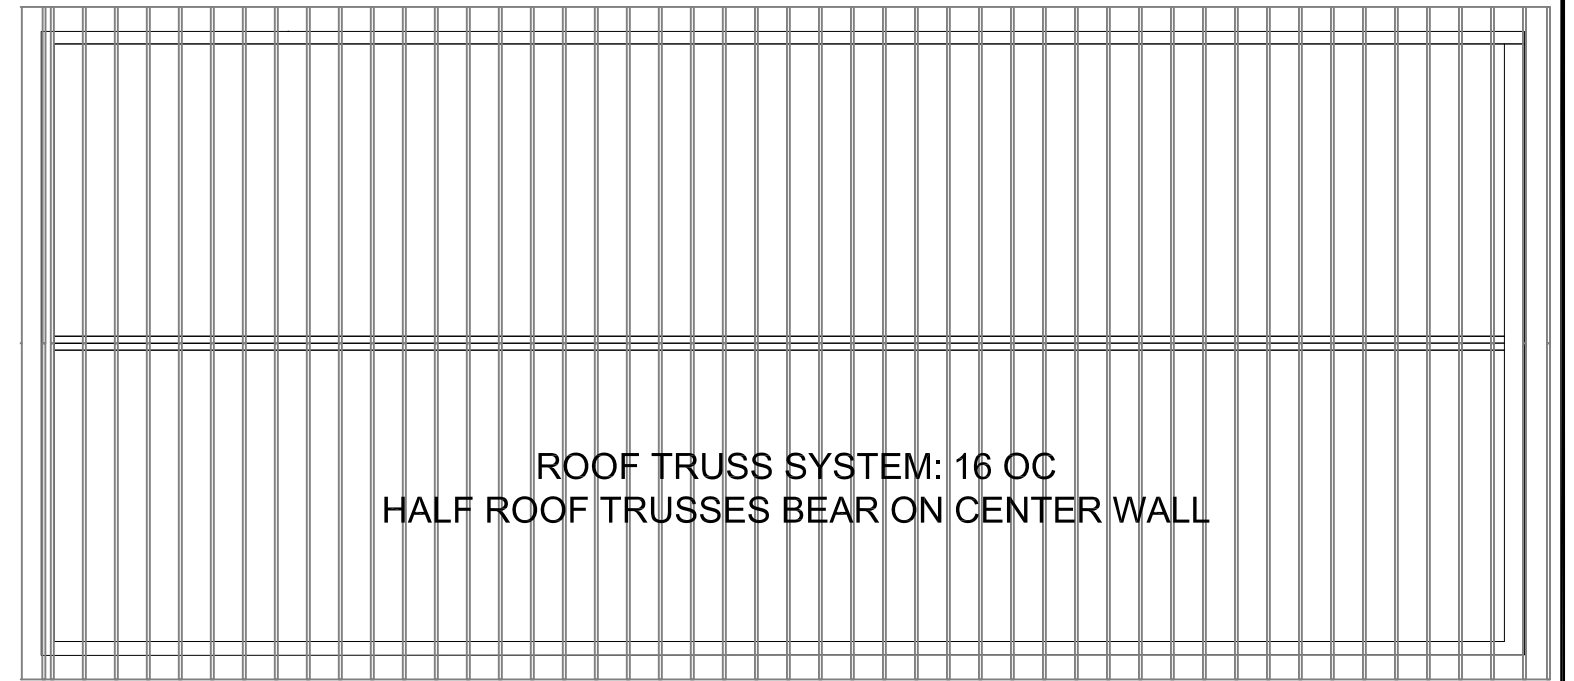 ROOF TRUSS SYSTEM: 16 OC
HALF ROOF TRUSSES BEAR ON CENTER WALL